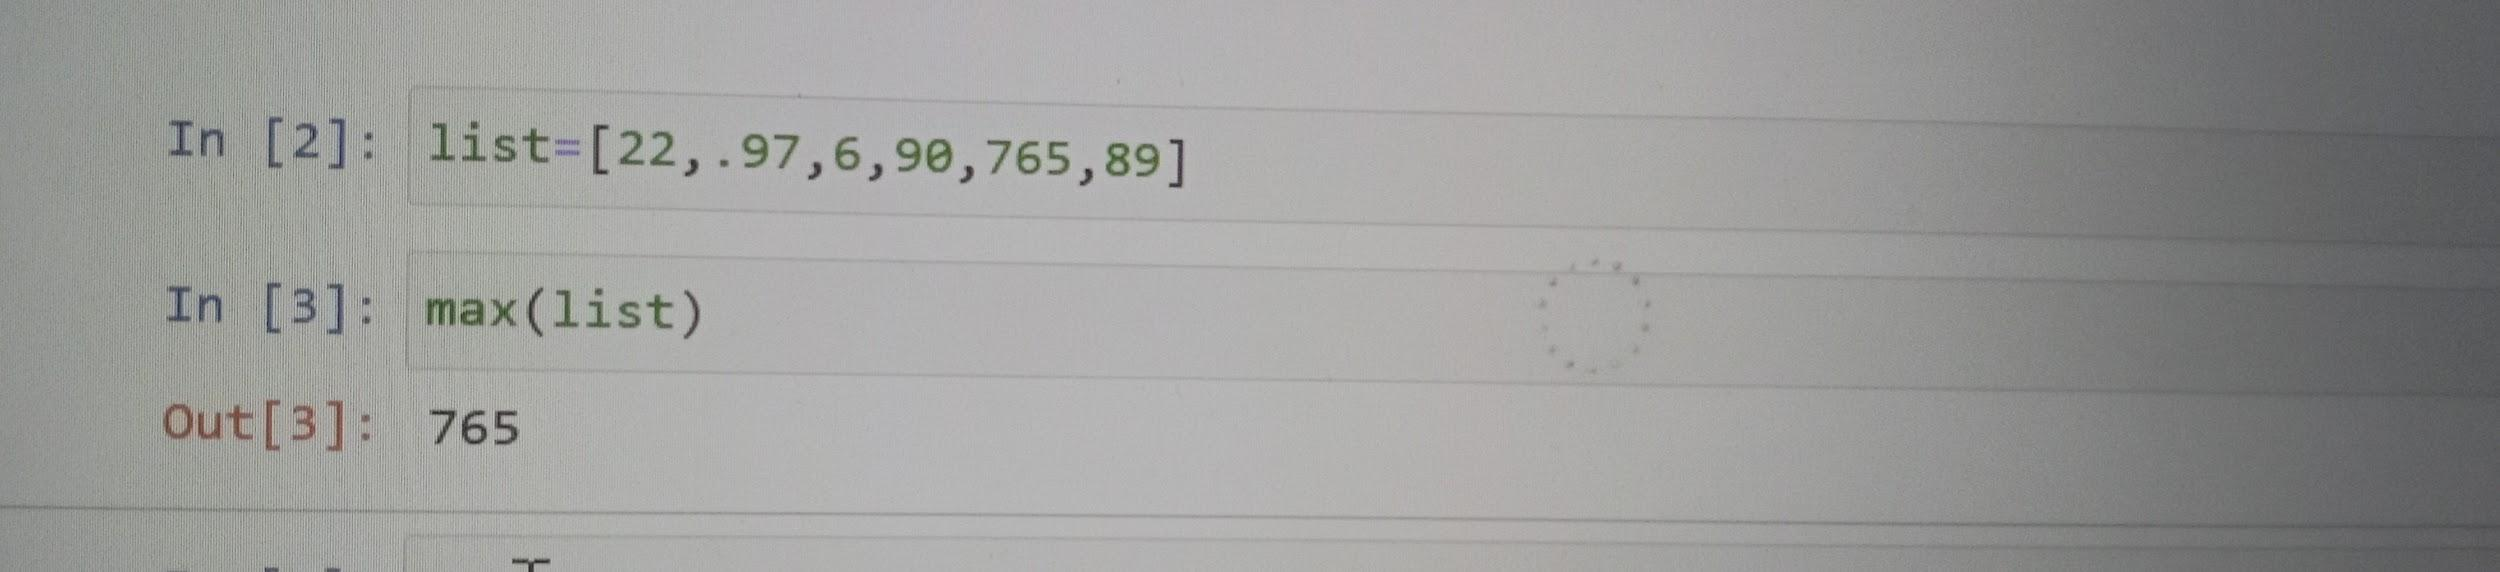 In [2]: list=[22,.97,6,90,765,89]
In [3]: max(list)
Out[3]: 765